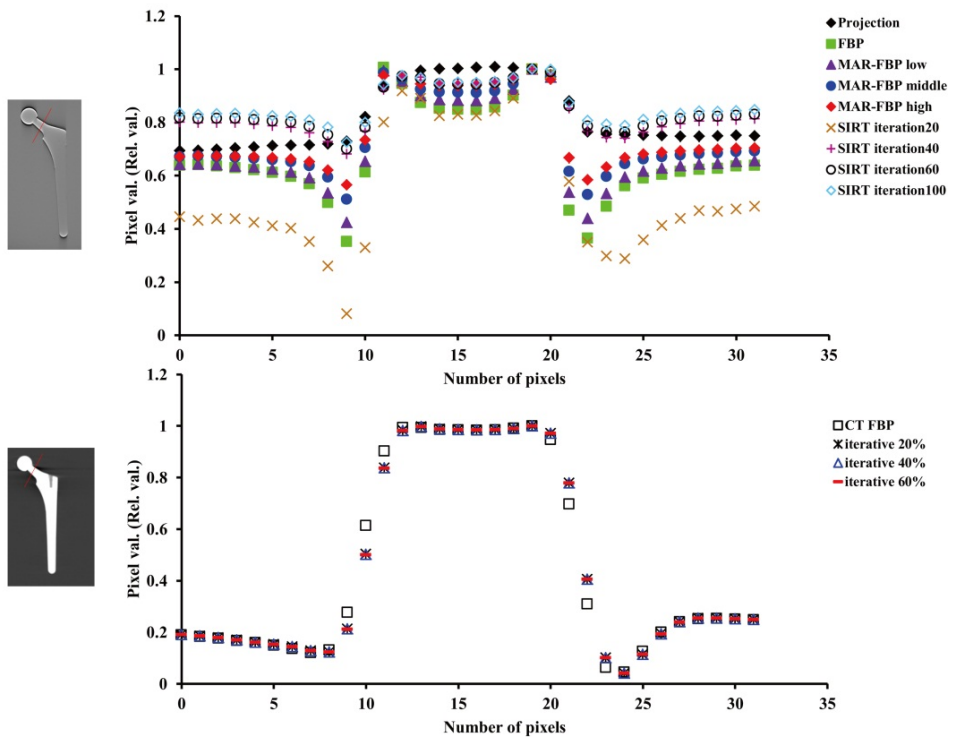 1.2
1
0.8
0.6
0.4
0.2
0
Pixel val. (Rel. val.)
0
5
10
15
20
25
30
35
Number of pixels
Projection
FBP
MAR-FBP low
MAR-FBP middle
MAR-FBP high
SIRT iteration20
SIRT iteration40
SIRT iteration60
SIRT iteration100
1.2
1
0.8
0.6
0.4
0.2
0
Pixel val. (Rel. val.)
0
5
10
15
20
25
30
35
Number of pixels
CT FBP
iterative 20%
iterative 40%
iterative 60%